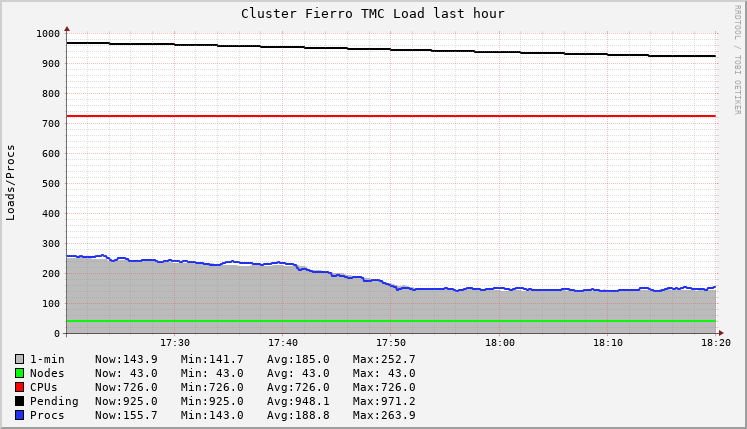 Cluster Fierro TMC Load last hour
RRDTOOL / TOBI OETIKER
Loads/Procs
1000
900
800
700
600
500
400
300
200
100
0
17:30 17:40 17:50 18:00 18:10 18:20
1-min Now:143.9 Min:141.7 Avg:185.0 Max:252.7
Nodes Now: 43.0 Min: 43.0 Avg: 43.0 Max: 43.0
CPUs Now:726.0 Min:726.0 Avg:726.0 Max:726.0
Pending Now:925.0 Min:925.0 Avg:948.1 Max:971.2
Procs Now:155.7 Min:143.0 Avg:188.8 Max:263.9